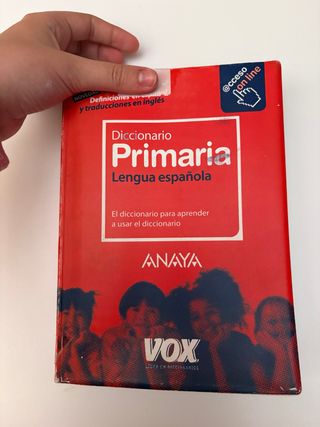 Definiciones
y traducciones en inglés
@cceso
on line
Diccionario
Primaria
Lengua española
El diccionario para aprender
a usar el diccionario
ANAYA
VOX